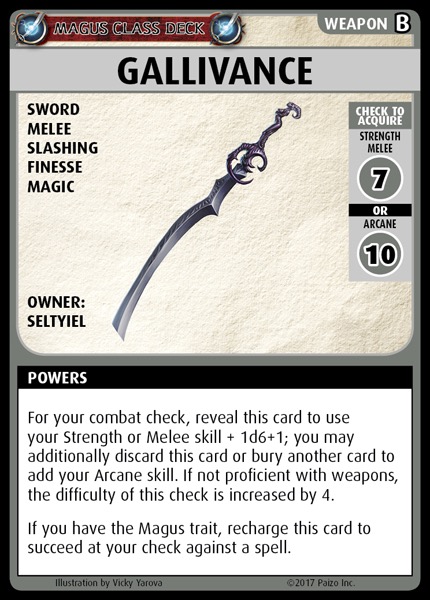 MAGUS CLASS DECK
WEAPON B
GALLIVANCE
SWORD
MELEE
SLASHING
FINESSE
MAGIC
OWNER:
SELTYIEL
CHECK TO
ACQUIRE
STRENGTH
MELEE
7
OR
ARCANE
10
POWERS
For your combat check, reveal this card to use
your Strength or Melee skill + 1d6+1; you may
additionally discard this card or bury another card to
add your Arcane skill. If not proficient with weapons,
the difficulty of this check is increased by 4.
If you have the Magus trait, recharge this card to
succeed at your check against a spell.
Illustration by Vicky Yarova
©2017 Paizo Inc.